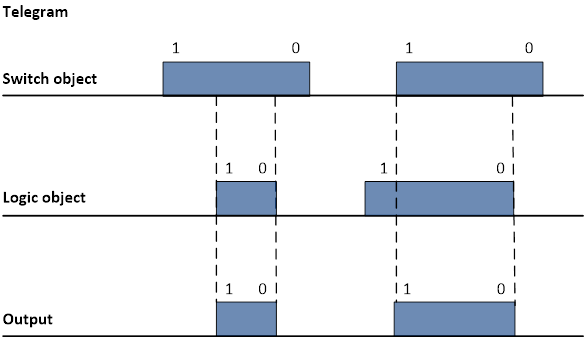 Telegram
1 0 1 0
Switch object
1 0 1 0
Logic object
1 0 1 0
Output